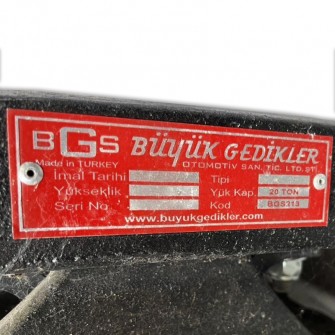 BGS BÜYÜK GEDİKLER
Made in TURKEY OTOMOTİV SAN. TİC. LTD. ŞTİ.
İmal Tarihi Tipi
Yükseklik Yük Kap. 20 TON
Seri No Kod BGS313
www.buyukgedikler.com